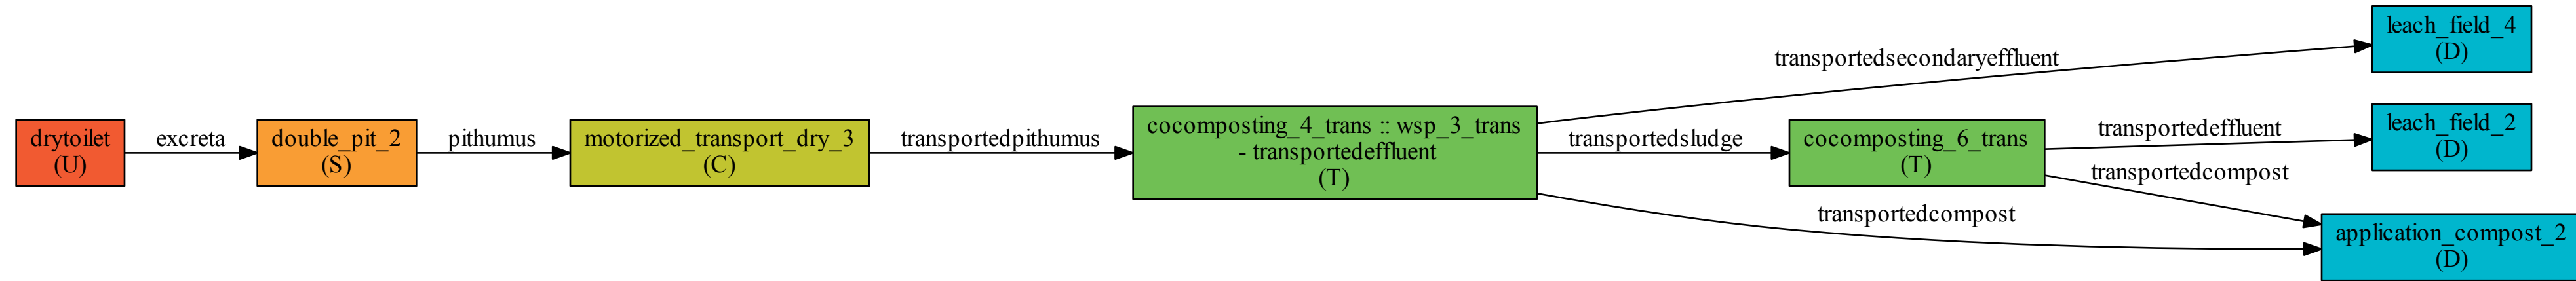 drytoilet
(U)
excreta
double_pit_2
(S)
pithumus
motorized_transport_dry_3
(C)
transportedpithumus
cocomposting_4_trans :: wsp_3_trans
- transportedeffluent
(T)
transportedsecondaryeffluent
leach_field_4
(D)
transportedsludge
cocomposting_6_trans
(T)
transportedeffluent
leach_field_2
(D)
transportedcompost
transportedcompost
application_compost_2
(D)